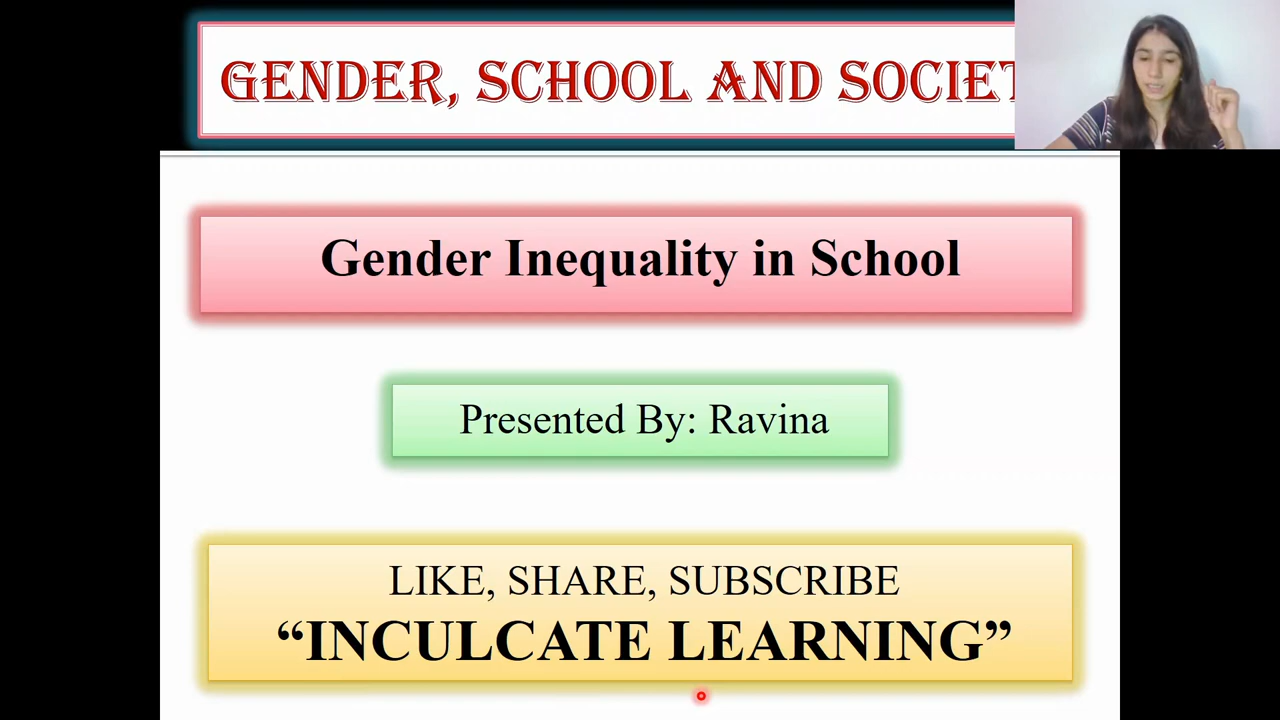 GENDER, SCHOOL AND SOCIET
Gender Inequality in School
Presented By: Ravina
LIKE, SHARE, SUBSCRIBE
“INCULCATE LEARNING”